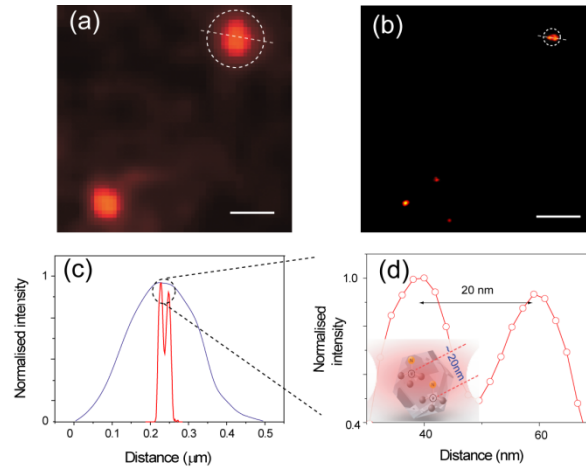 (a)
(b)
(c)
Normalised intensity
1
0
0.0 0.1 0.2 0.3 0.4 0.5
Distance (μm)
(d)
Normalised
intensity
1.0
0.4
20 nm
~20nm
40 60
Distance (nm)